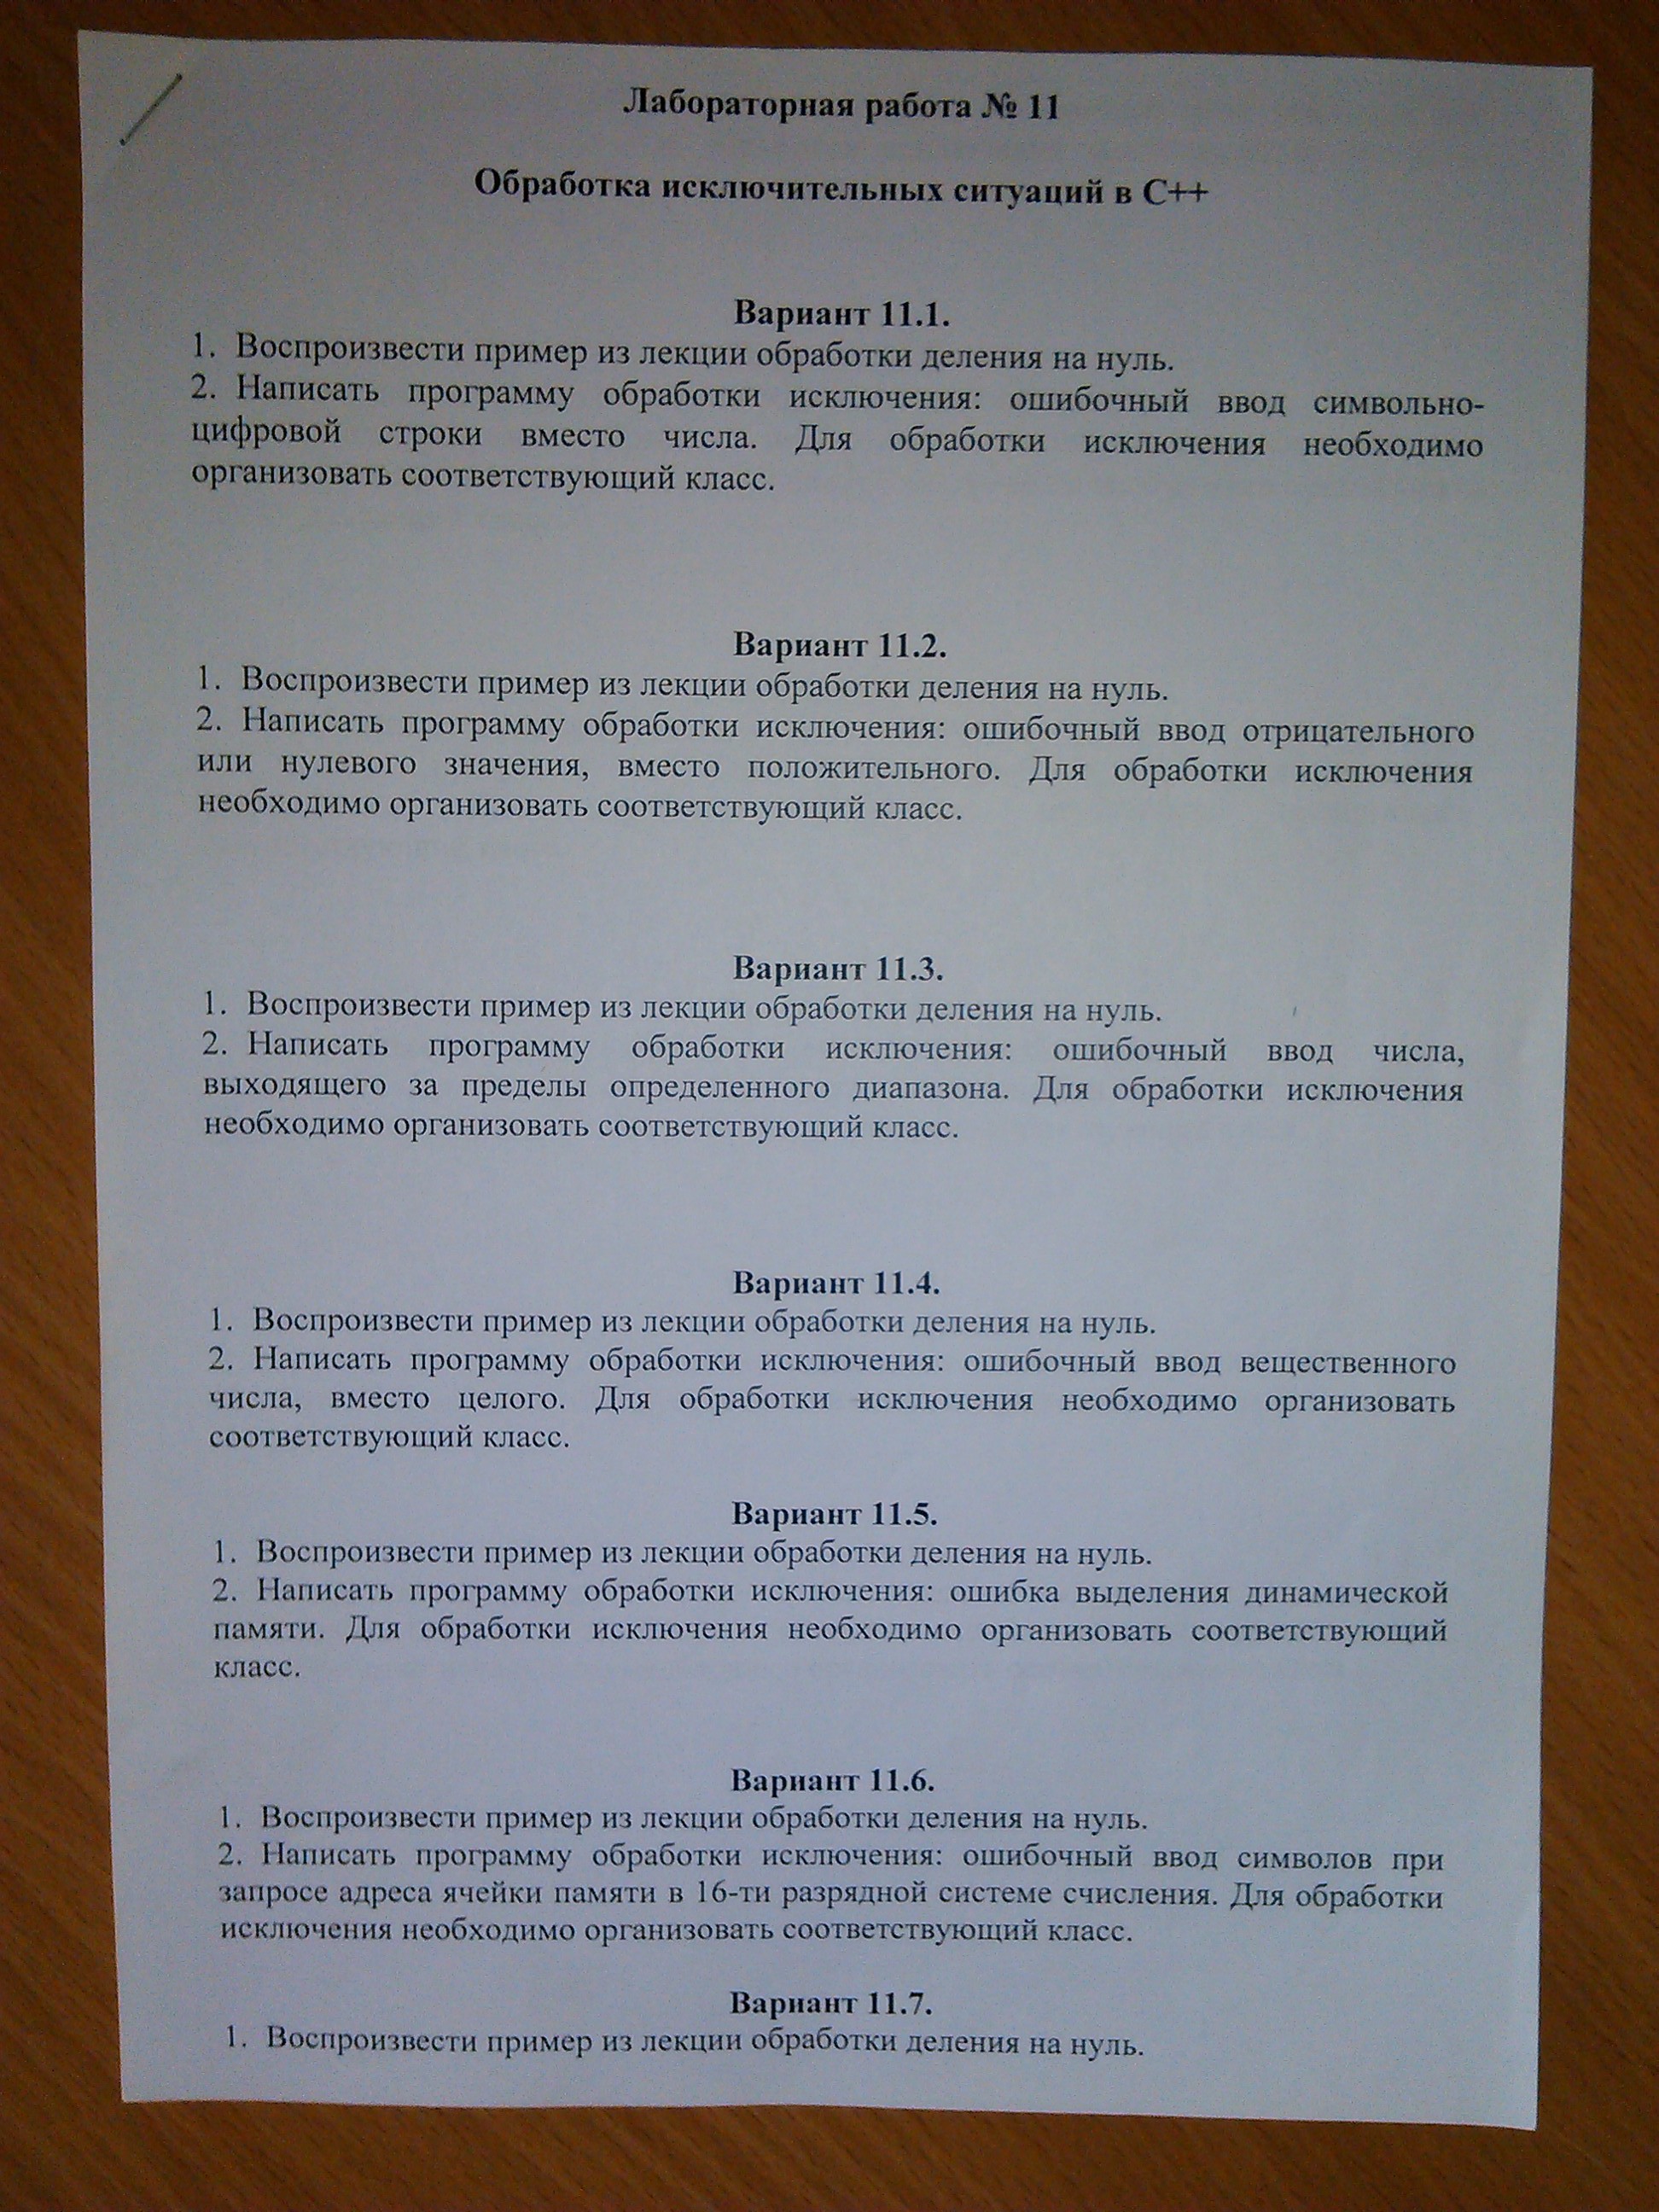 Лабораторная работа № 11
Обработка исключительных ситуаций в С++
Вариант 11.1.
1. Воспроизвести пример из лекции обработки деления на нуль.
2. Написать программу обработки исключения: ошибочный ввод символьно-
цифровой строки вместо числа. Для обработки исключения необходимо
организовать соответствующий класс.
Вариант 11.2.
1. Воспроизвести пример из лекции обработки деления на нуль.
2. Написать программу обработки исключения: ошибочный ввод отрицательного
или нулевого значения, вместо положительного. Для обработки исключения
необходимо организовать соответствующий класс.
Вариант 11.3.
1. Воспроизвести пример из лекции обработки деления на нуль.
2. Написать программу обработки исключения: ошибочный ввод числа,
выходящего за пределы определенного диапазона. Для обработки исключения
необходимо организовать соответствующий класс.
Вариант 11.4.
1. Воспроизвести пример из лекции обработки деления на нуль.
2. Написать программу обработки исключения: ошибочный ввод вещественного
числа, вместо целого. Для обработки исключения необходимо организовать
соответствующий класс.
Вариант 11.5.
1. Воспроизвести пример из лекции обработки деления на нуль.
2. Написать программу обработки исключения: ошибка выделения динамической
памяти. Для обработки исключения необходимо организовать соответствующий
класс.
Вариант 11.6.
1. Воспроизвести пример из лекции обработки деления на нуль.
2. Написать программу обработки исключения: ошибочный ввод символов при
запросе адреса ячейки памяти в 16-ти разрядной системе счисления. Для обработки
исключения необходимо организовать соответствующий класс.
Вариант 11.7.
1. Воспроизвести пример из лекции обработки деления на нуль.